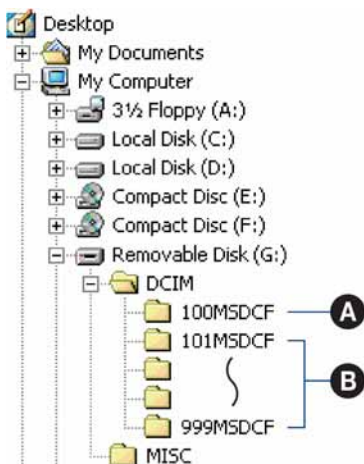 Desktop
My Documents
My Computer
3½ Floppy (A:)
Local Disk (C:)
Local Disk (D:)
Compact Disc (E:)
Compact Disc (F:)
Removable Disk (G:)
DCIM
100MSDCF A
101MSDCF
B
999MSDCF
MISC